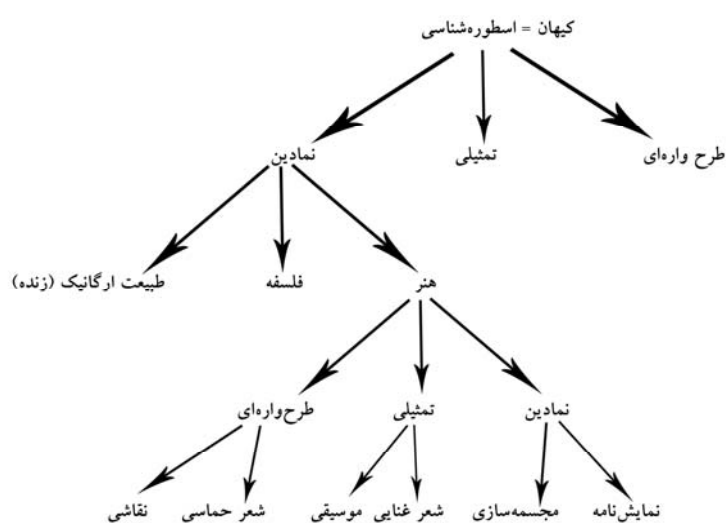 کیهان = اسطوره‌شناسی
طرح واره‌ای تمثیلی نمادین
هنر فلسفه طبیعت ارگانیک (زنده)
نمادین تمثیلی طرح‌واره‌ای
نمایش‌نامه مجسمه‌سازی شعر غنایی موسیقی شعر حماسی نقاشی